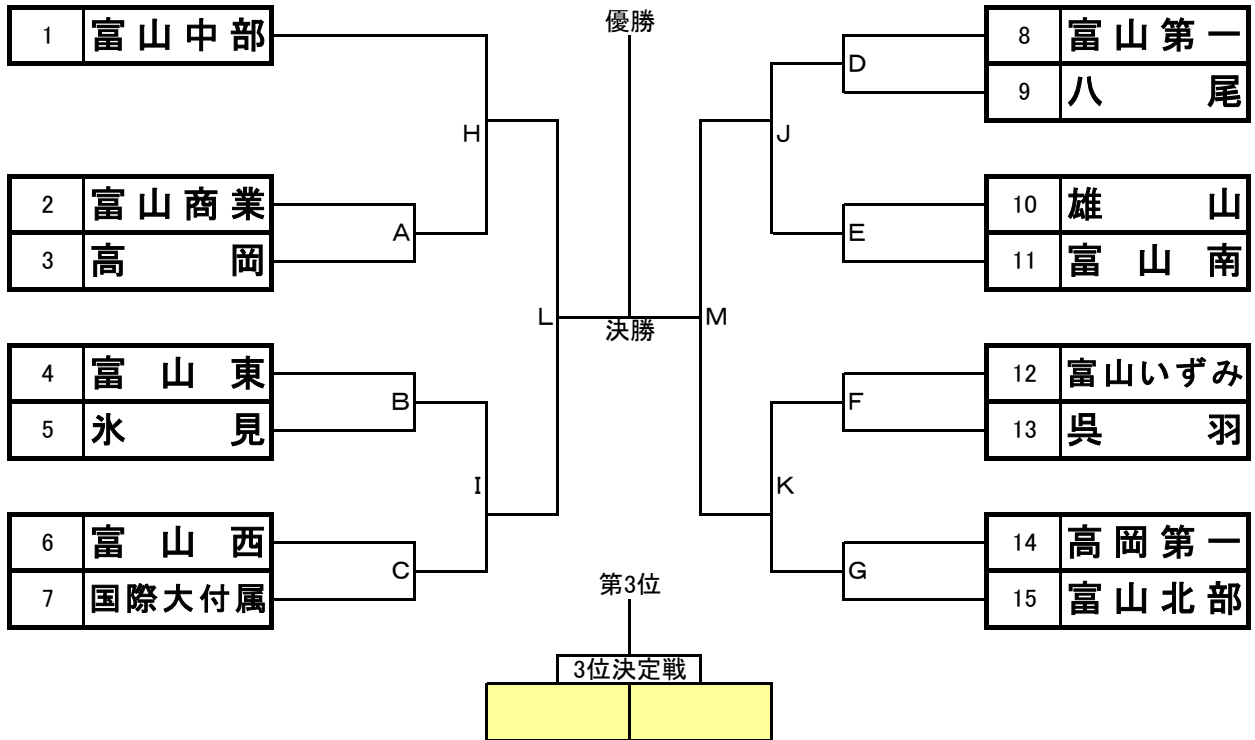 優勝
1 富山中部
H
2 富山商業
A
3 高岡
L
4 富山東
B
5 氷見
I
6 富山西
C
7 国際大付属
8 富山第一
D
9 八尾
J
10 雄山
E
11 富山南
M
決勝
12 富山いずみ
F
13 呉羽
K
14 高岡第一
G
15 富山北部
第3位
3位決定戦